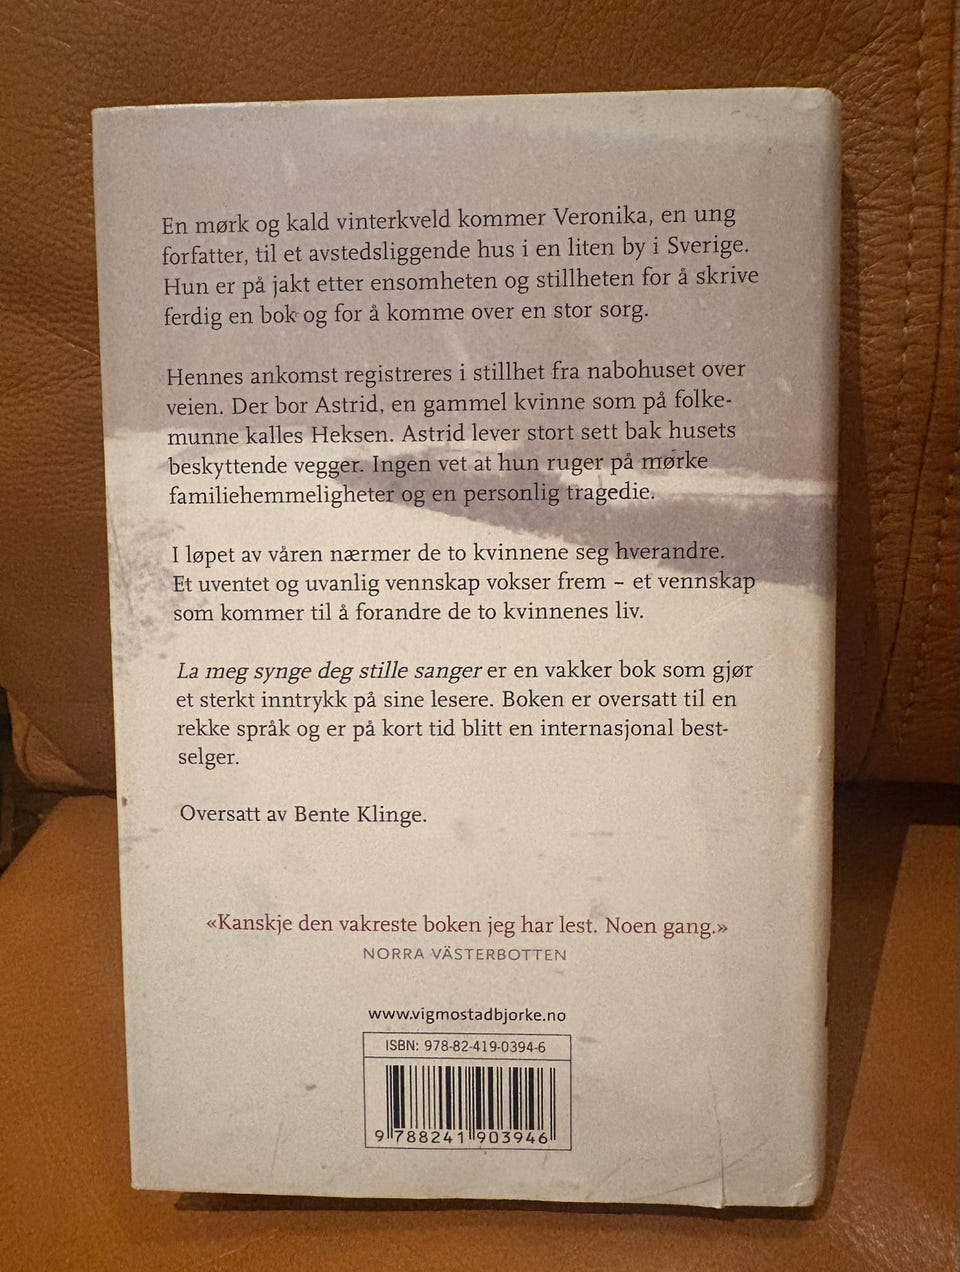 En mørk og kald vinterkveld kommer Veronika, en ung
forfatter, til et avstedsliggende hus i en liten by i Sverige.
Hun er på jakt etter ensomheten og stillheten for å skrive
ferdig en bok og for å komme over en stor sorg.
Hennes ankomst registreres i stillhet fra nabohuset over
veien. Der bor Astrid, en gammel kvinne som på folke-
munne kalles Heksen. Astrid lever stort sett bak husets
beskyttende vegger. Ingen vet at hun ruger på mørke
familiehemmeligheter og en personlig tragedie.
I løpet av våren nærmer de to kvinnene seg hverandre.
Et uventet og uvanlig vennskap vokser frem – et vennskap
som kommer til å forandre de to kvinnenes liv.
La meg synge deg stille sanger er en vakker bok som gjør
et sterkt inntrykk på sine lesere. Boken er oversatt til en
rekke språk og er på kort tid blitt en internasjonal best-
selger.
Oversatt av Bente Klinge.
«Kanskje den vakreste boken jeg har lest. Noen gang.»
NORRA VÄSTERBOTTEN
www.vigmostadbjorke.no
ISBN: 978-82-419-0394-6
9 788241 903946